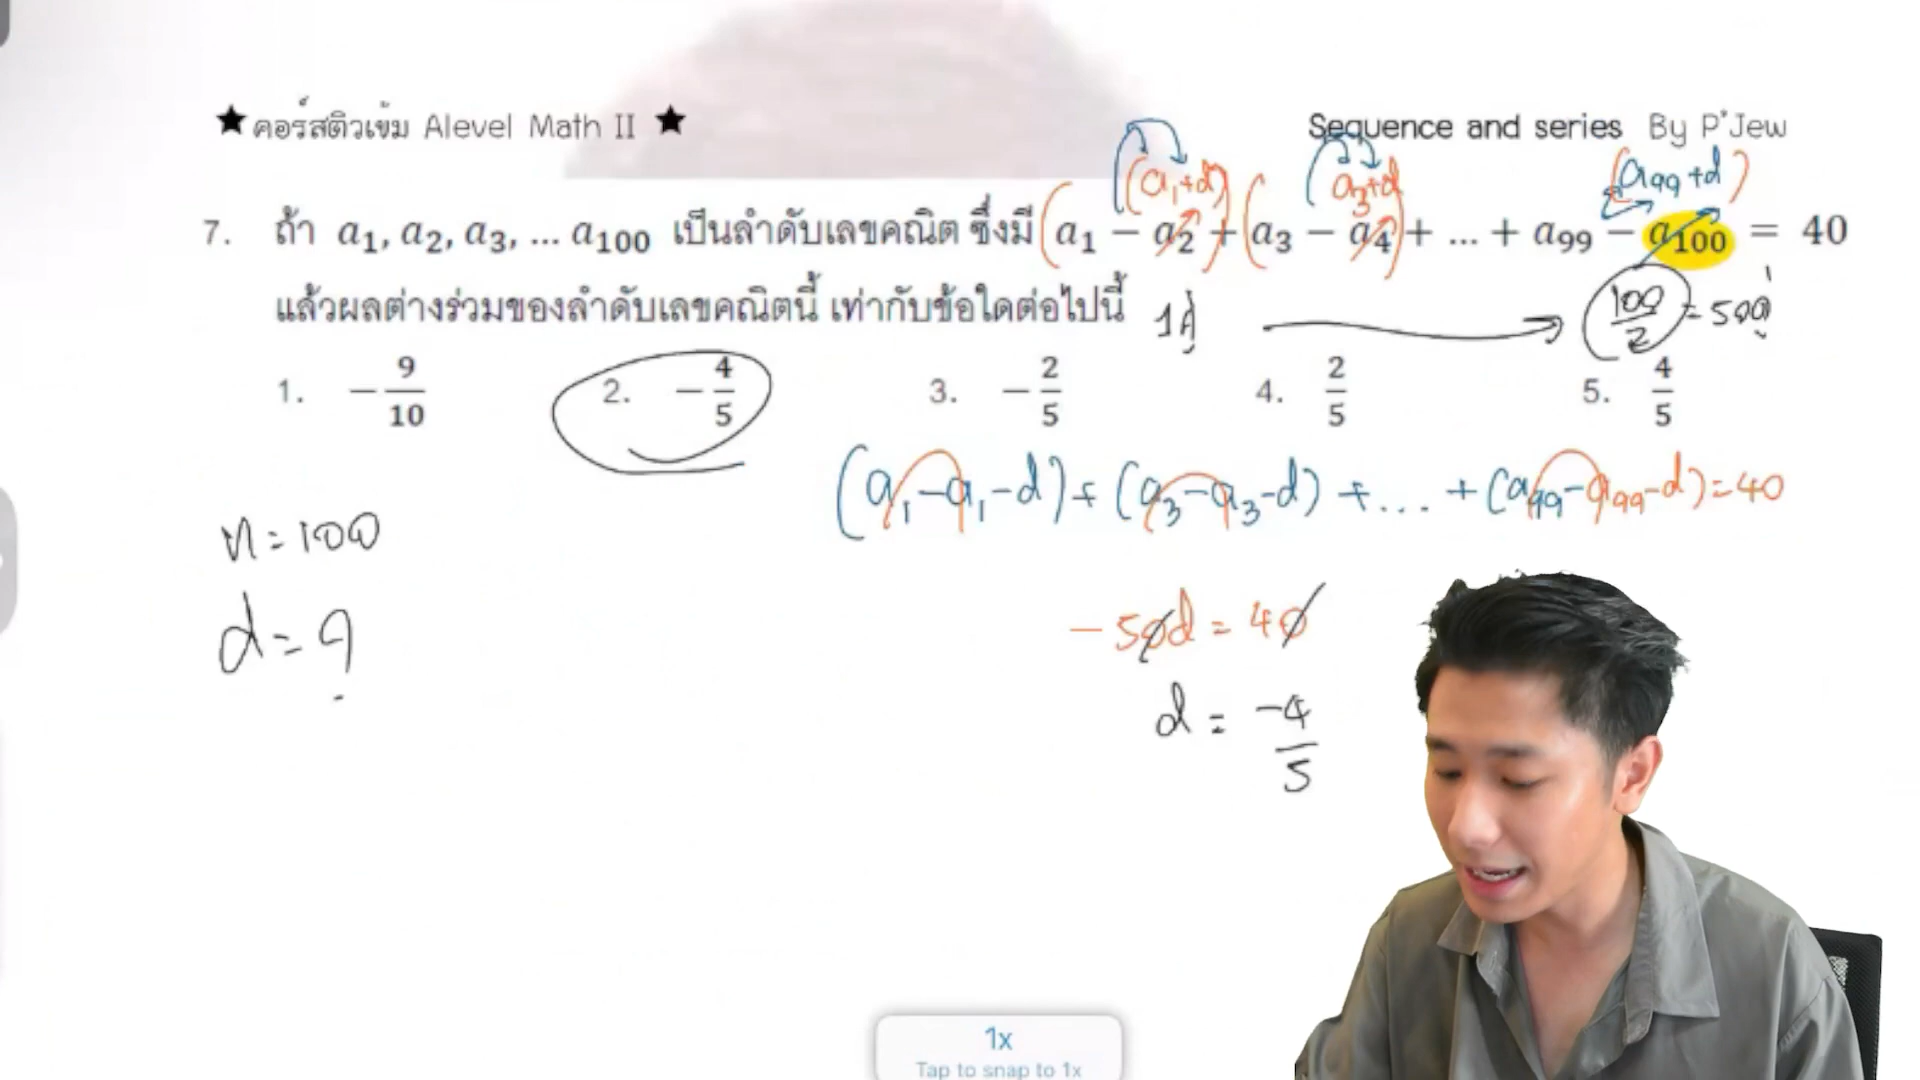 ★ คอร์สติวเข้ม Alevel Math II ★
Sequence and series By P'Jew
(a₁+d) (a₃+d) (a₉₉+d)
7. ถ้า a₁, a₂, a₃, ... a₁₀₀ เป็นลำดับเลขคณิต ซึ่งมี (a₁ − a₂) + (a₃ − a₄) + ... + a₉₉ − a₁₀₀ = 40
แล้วผลต่างร่วมของลำดับเลขคณิตนี้ เท่ากับข้อใดต่อไปนี้
100/2 = 50
1. −9/10 2. −4/5 3. −2/5 4. 2/5 5. 4/5
(a₁-a₁-d)+(a₃-a₃-d)+...+(a₉₉-a₉₉-d)=40
n=100
d=?
-50d = 40
d = -4/5
1x
Tap to snap to 1x